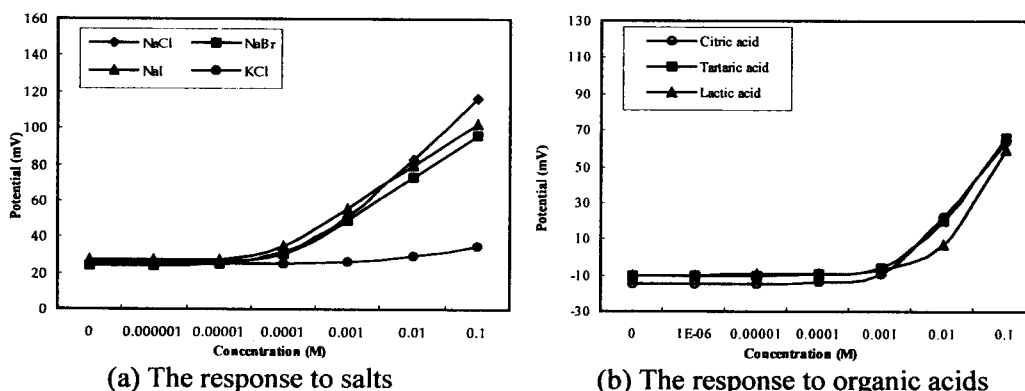 160
140
120
100
80
60
40
20
0
Potential (mV)
NaCl NaBr
NaI KCl
0 0.000001 0.00001 0.0001 0.001 0.01 0.1
Concentration (M)
(a) The response to salts
130
110
90
70
50
30
10
-10
-30
Potential (mV)
Citric acid
Tartaric acid
Lactic acid
0 1E-06 0.00001 0.0001 0.001 0.01 0.1
Concentration (M)
(b) The response to organic acids